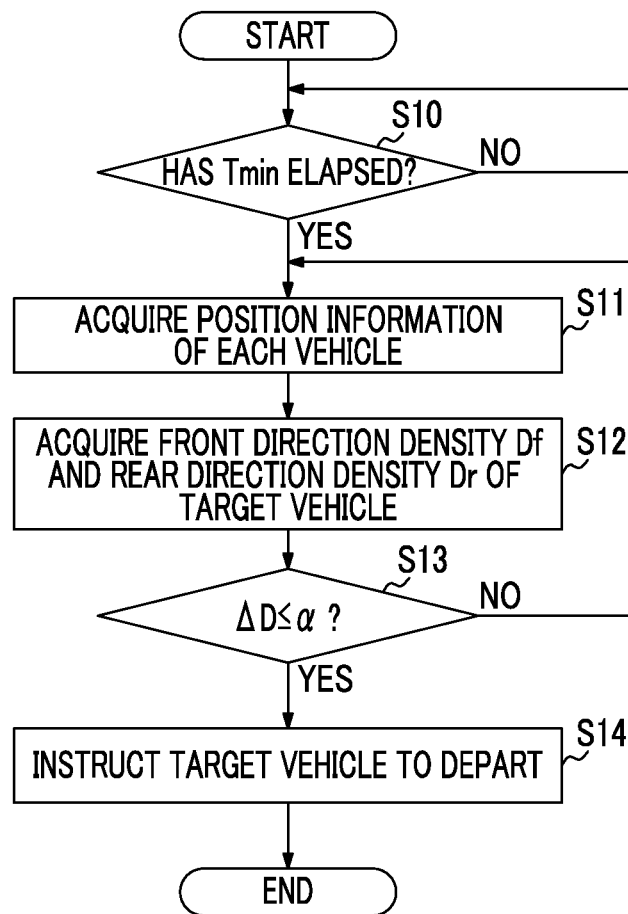 START
S10
HAS Tmin ELAPSED?
NO
YES
S11
ACQUIRE POSITION INFORMATION
OF EACH VEHICLE
S12
ACQUIRE FRONT DIRECTION DENSITY Df
AND REAR DIRECTION DENSITY Dr OF
TARGET VEHICLE
S13
ΔD≦α ?
NO
YES
S14
INSTRUCT TARGET VEHICLE TO DEPART
END